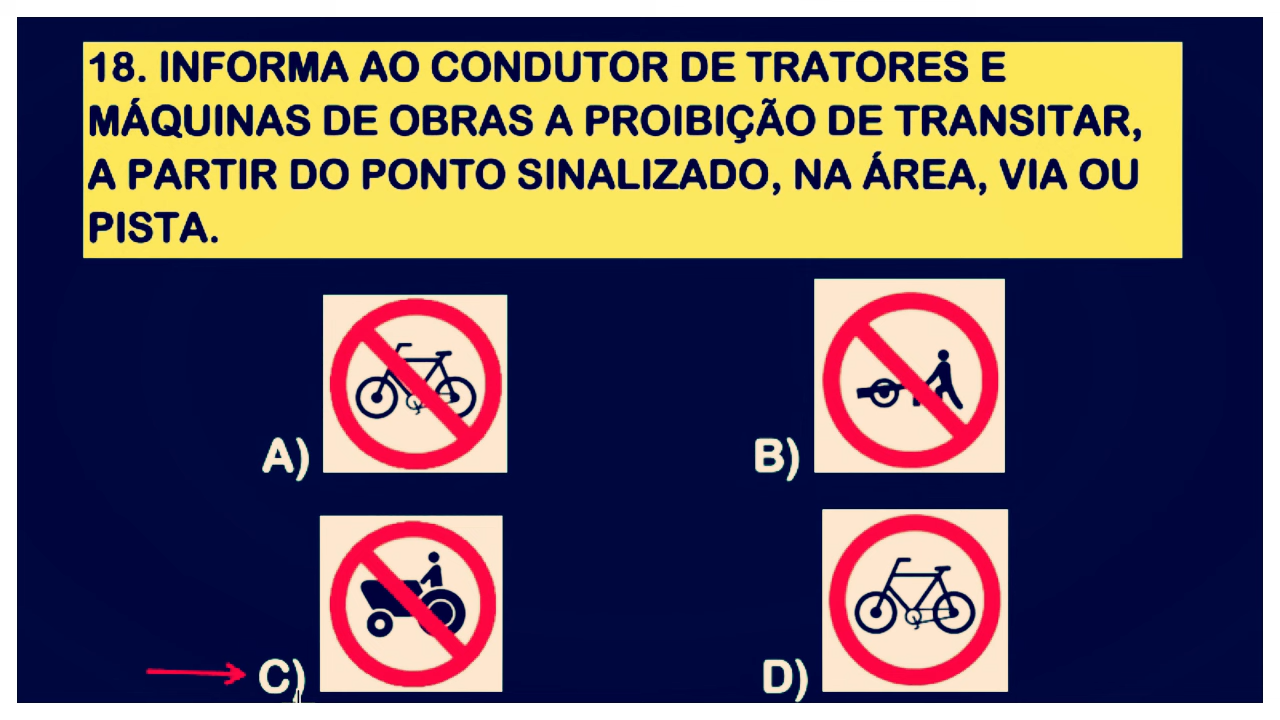 18. INFORMA AO CONDUTOR DE TRATORES E
MÁQUINAS DE OBRAS A PROIBIÇÃO DE TRANSITAR,
A PARTIR DO PONTO SINALIZADO, NA ÁREA, VIA OU
PISTA.
A)
B)
C)
D)